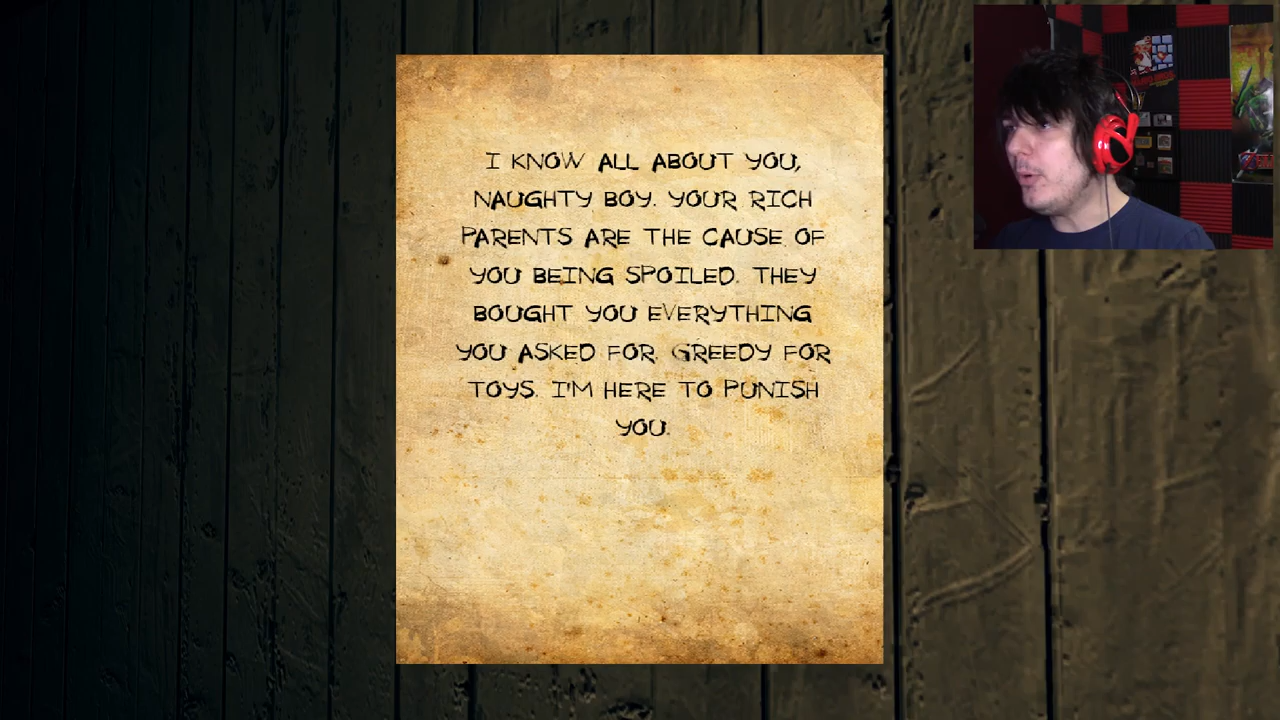 I KNOW ALL ABOUT YOU,
NAUGHTY BOY. YOUR RICH
PARENTS ARE THE CAUSE OF
YOU BEING SPOILED. THEY
BOUGHT YOU EVERYTHING
YOU ASKED FOR. GREEDY FOR
TOYS. I'M HERE TO PUNISH
YOU.